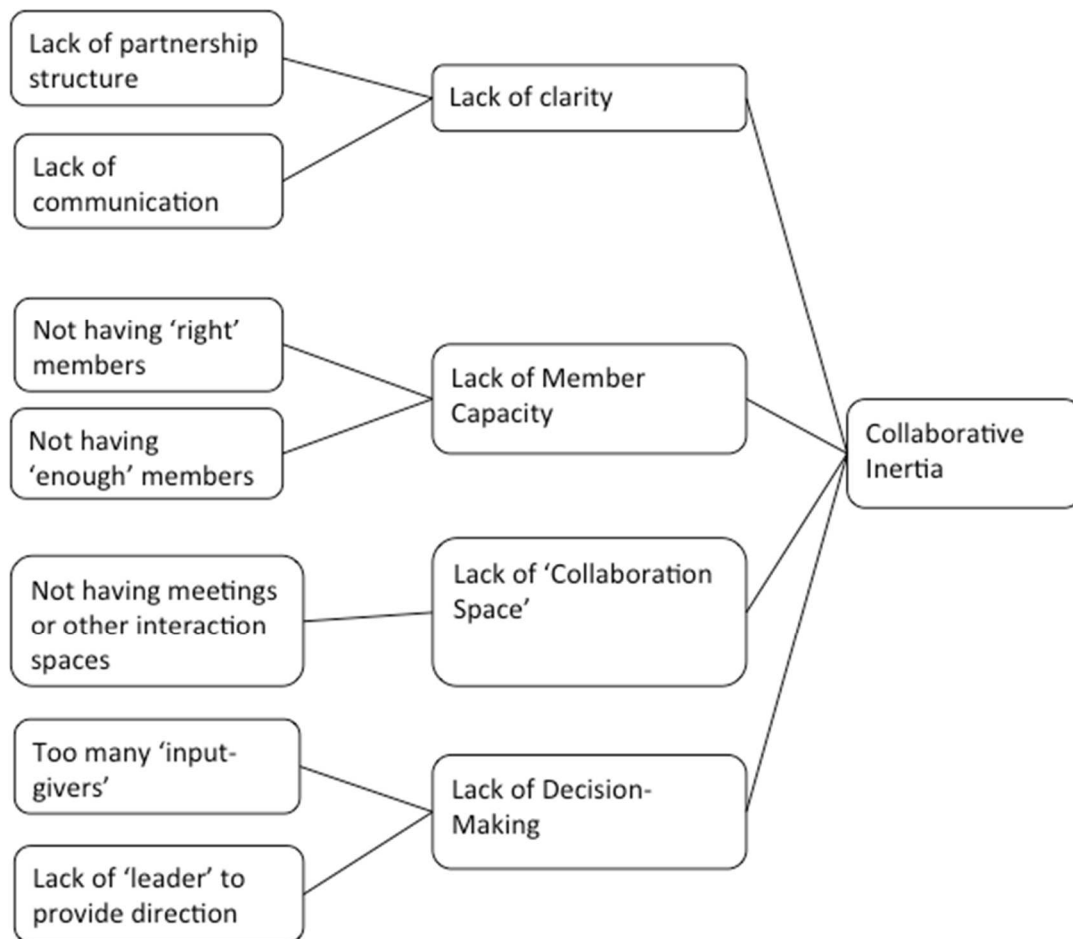 Lack of partnership
structure
Lack of
communication
Lack of clarity
Not having ‘right’
members
Not having
‘enough’ members
Lack of Member
Capacity
Not having meetings
or other interaction
spaces
Lack of ‘Collaboration
Space’
Too many ‘input-
givers’
Lack of ‘leader’ to
provide direction
Lack of Decision-
Making
Collaborative
Inertia